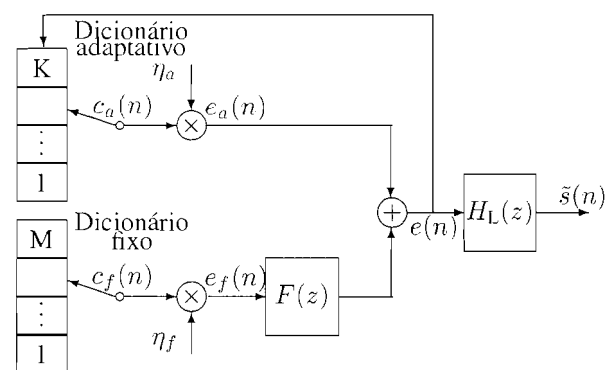 Dicionário
adaptativo
K
η_a
c_a(n)
e_a(n)
×
⋮
1
+
e(n)
H_L(z)
s̃(n)
Dicionário
fixo
M
c_f(n)
e_f(n)
×
F(z)
⋮
η_f
1